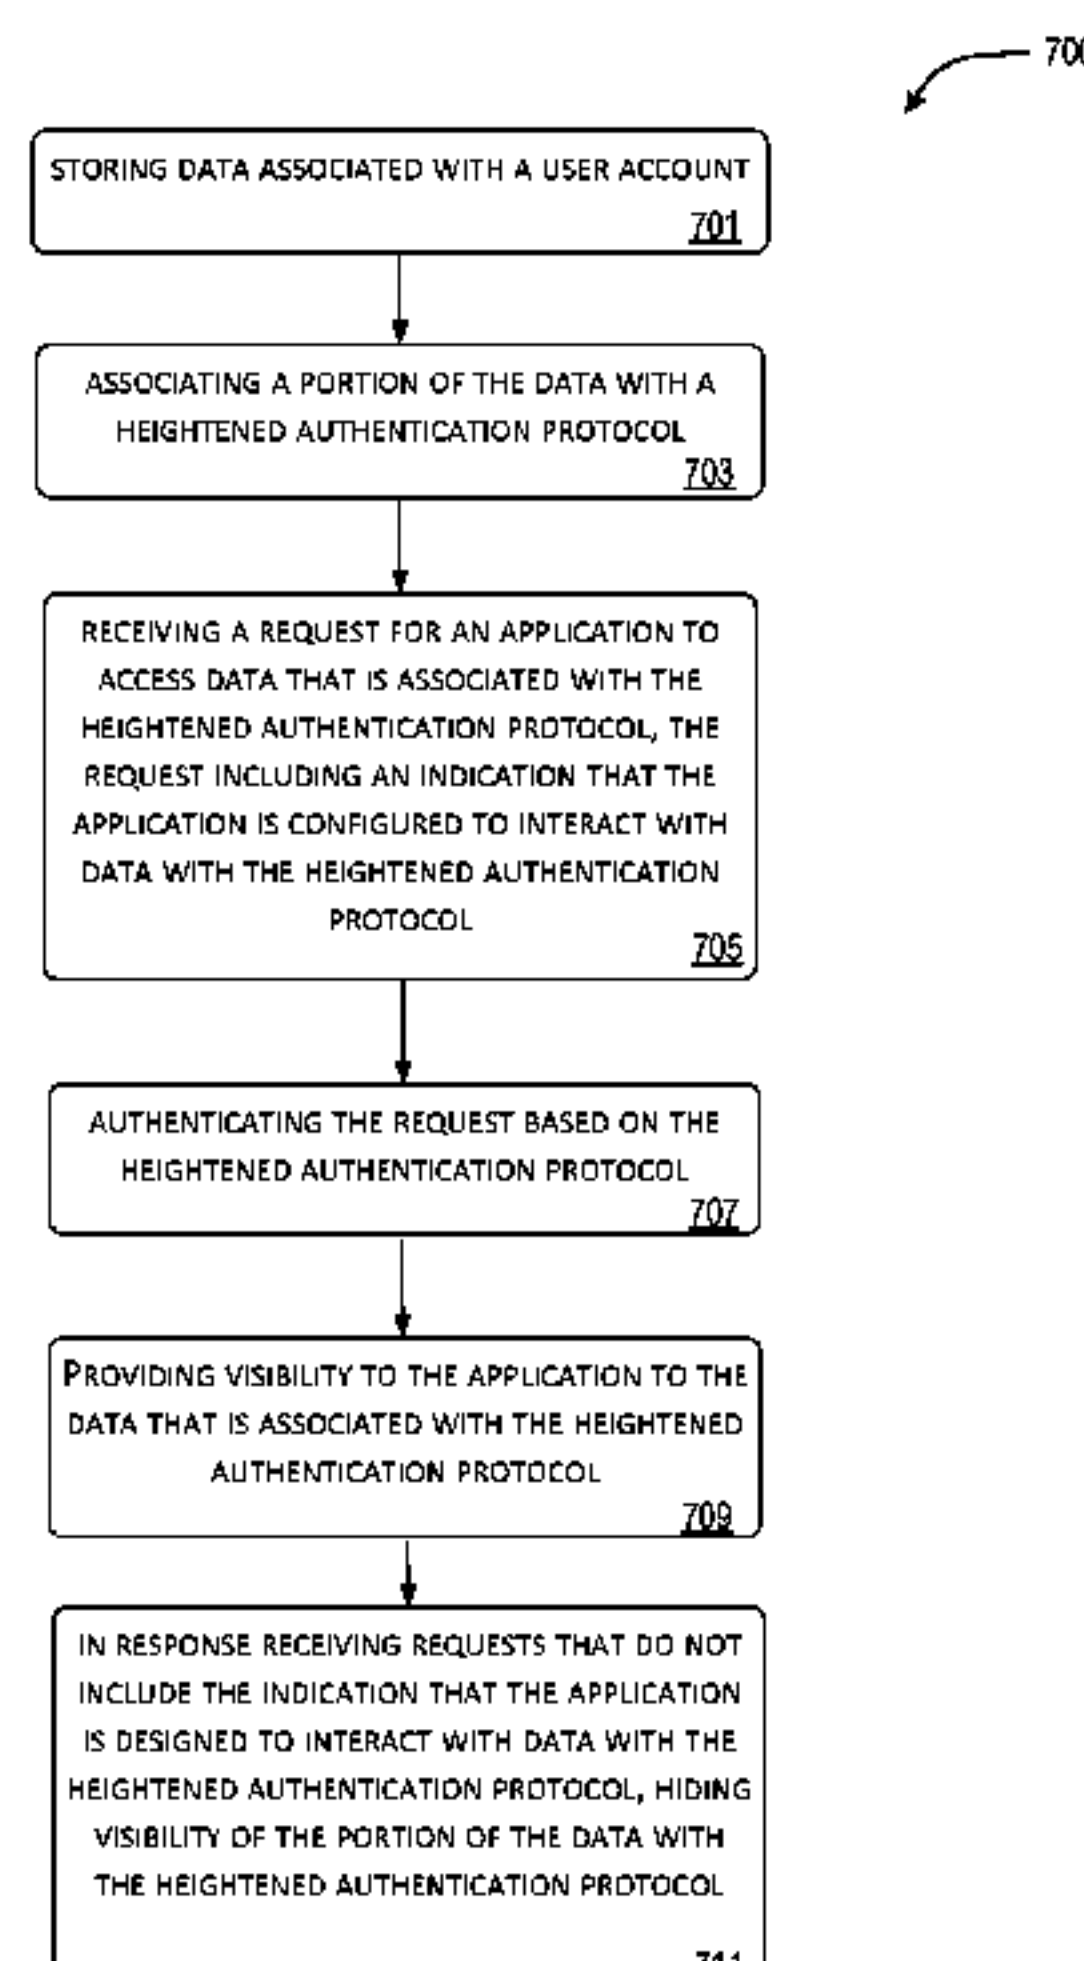 700
STORING DATA ASSOCIATED WITH A USER ACCOUNT
701
ASSOCIATING A PORTION OF THE DATA WITH A
HEIGHTENED AUTHENTICATION PROTOCOL
703
RECEIVING A REQUEST FOR AN APPLICATION TO
ACCESS DATA THAT IS ASSOCIATED WITH THE
HEIGHTENED AUTHENTICATION PROTOCOL, THE
REQUEST INCLUDING AN INDICATION THAT THE
APPLICATION IS CONFIGURED TO INTERACT WITH
DATA WITH THE HEIGHTENED AUTHENTICATION
PROTOCOL
705
AUTHENTICATING THE REQUEST BASED ON THE
HEIGHTENED AUTHENTICATION PROTOCOL
707
PROVIDING VISIBILITY TO THE APPLICATION TO THE
DATA THAT IS ASSOCIATED WITH THE HEIGHTENED
AUTHENTICATION PROTOCOL
709
IN RESPONSE RECEIVING REQUESTS THAT DO NOT
INCLUDE THE INDICATION THAT THE APPLICATION
IS DESIGNED TO INTERACT WITH DATA WITH THE
HEIGHTENED AUTHENTICATION PROTOCOL, HIDING
VISIBILITY OF THE PORTION OF THE DATA WITH
THE HEIGHTENED AUTHENTICATION PROTOCOL